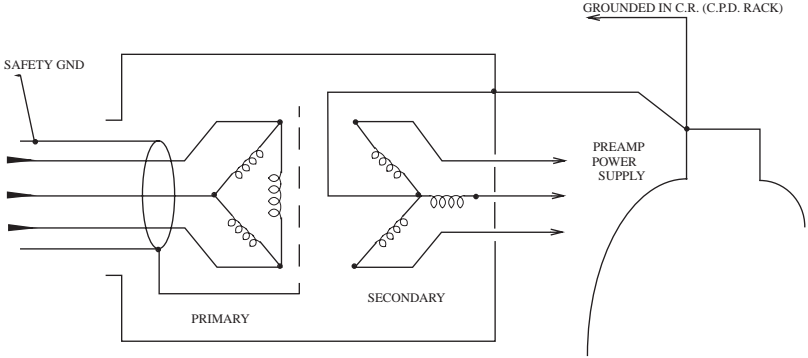 GROUNDED IN C.R. (C.P.D. RACK)
SAFETY GND
PREAMP
POWER
SUPPLY
SECONDARY
PRIMARY